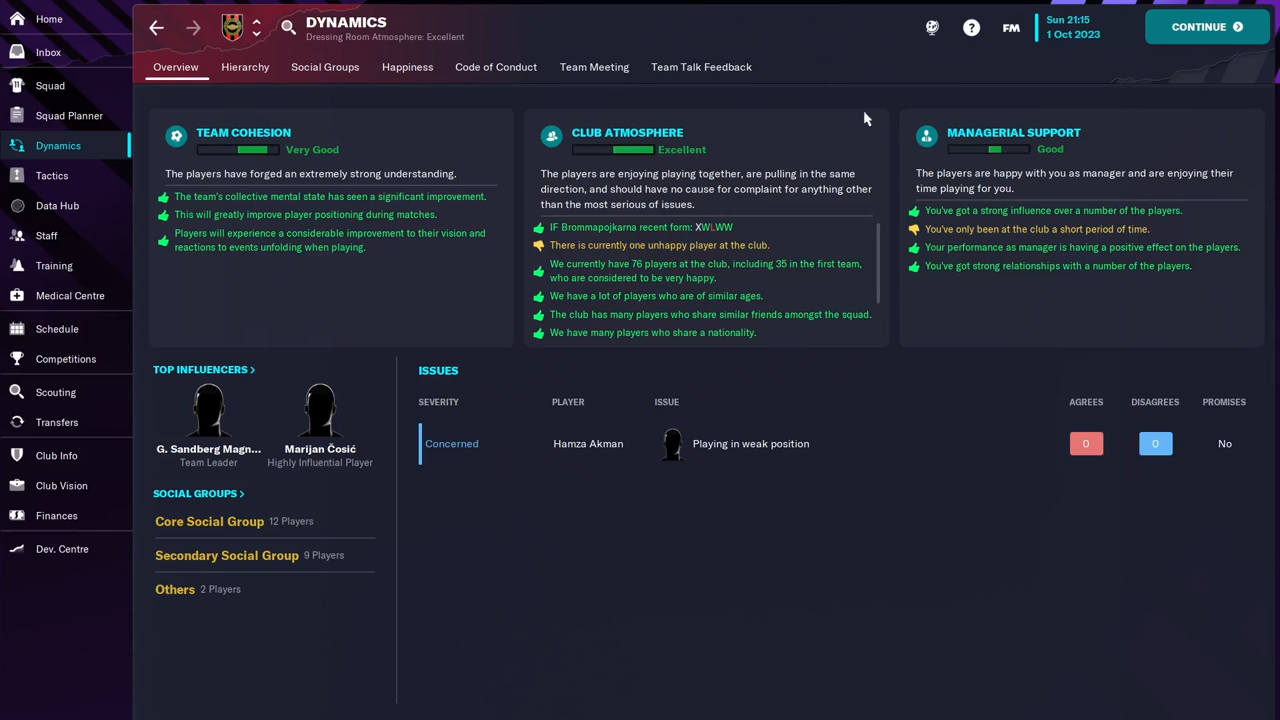 Home
Inbox
Squad
Squad Planner
Dynamics
Tactics
Data Hub
Staff
Training
Medical Centre
Schedule
Competitions
Scouting
Transfers
Club Info
Club Vision
Finances
Dev. Centre
DYNAMICS
Dressing Room Atmosphere: Excellent
?
FM
Sun 21:15
1 Oct 2023
CONTINUE
Overview
Hierarchy
Social Groups
Happiness
Code of Conduct
Team Meeting
Team Talk Feedback
TEAM COHESION
Very Good
The players have forged an extremely strong understanding.
The team's collective mental state has seen a significant improvement.
This will greatly improve player positioning during matches.
Players will experience a considerable improvement to their vision and
reactions to events unfolding when playing.
CLUB ATMOSPHERE
Excellent
The players are enjoying playing together, are pulling in the same
direction, and should have no cause for complaint for anything other
than the most serious of issues.
IF Brommapojkarna recent form: XWLWW
There is currently one unhappy player at the club.
We currently have 76 players at the club, including 35 in the first team,
who are considered to be very happy.
We have a lot of players who are of similar ages.
The club has many players who share similar friends amongst the squad.
We have many players who share a nationality.
MANAGERIAL SUPPORT
Good
The players are happy with you as manager and are enjoying their
time playing for you.
You've got a strong influence over a number of the players.
You've only been at the club a short period of time.
Your performance as manager is having a positive effect on the players.
You've got strong relationships with a number of the players.
TOP INFLUENCERS >
G. Sandberg Magn...
Team Leader
Marijan Čosić
Highly Influential Player
SOCIAL GROUPS >
Core Social Group 12 Players
Secondary Social Group 9 Players
Others 2 Players
ISSUES
SEVERITY PLAYER ISSUE AGREES DISAGREES PROMISES
Concerned Hamza Akman Playing in weak position 0 0 No